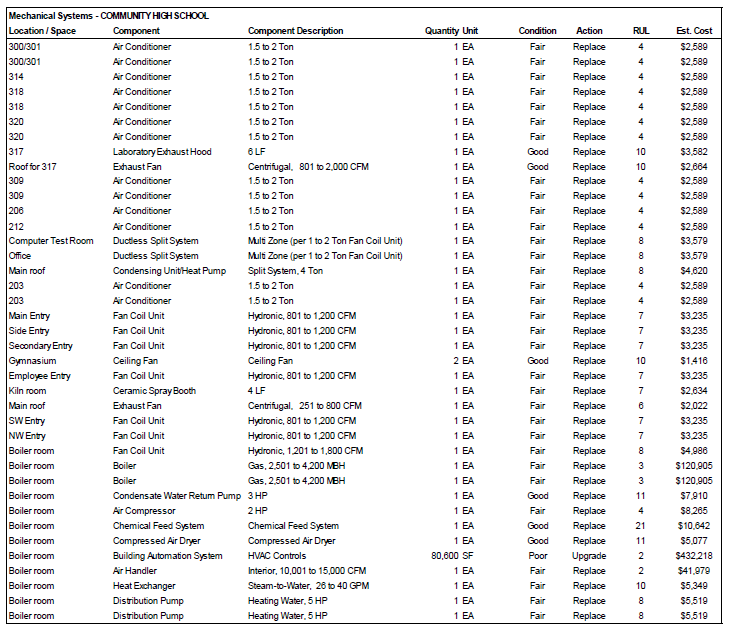 Mechanical Systems - COMMUNITY HIGH SCHOOL
Location / Space Component Component Description Quantity Unit Condition Action RUL Est. Cost
300/301 Air Conditioner 1.5 to 2 Ton 1 EA Fair Replace 4 $2,589
300/301 Air Conditioner 1.5 to 2 Ton 1 EA Fair Replace 4 $2,589
314 Air Conditioner 1.5 to 2 Ton 1 EA Fair Replace 4 $2,589
318 Air Conditioner 1.5 to 2 Ton 1 EA Fair Replace 4 $2,589
318 Air Conditioner 1.5 to 2 Ton 1 EA Fair Replace 4 $2,589
320 Air Conditioner 1.5 to 2 Ton 1 EA Fair Replace 4 $2,589
320 Air Conditioner 1.5 to 2 Ton 1 EA Fair Replace 4 $2,589
317 Laboratory Exhaust Hood 6 LF 1 EA Good Replace 10 $3,582
Roof for 317 Exhaust Fan Centrifugal, 801 to 2,000 CFM 1 EA Good Replace 10 $2,664
309 Air Conditioner 1.5 to 2 Ton 1 EA Fair Replace 4 $2,589
309 Air Conditioner 1.5 to 2 Ton 1 EA Fair Replace 4 $2,589
206 Air Conditioner 1.5 to 2 Ton 1 EA Fair Replace 4 $2,589
212 Air Conditioner 1.5 to 2 Ton 1 EA Fair Replace 4 $2,589
Computer Test Room Ductless Split System Multi Zone (per 1 to 2 Ton Fan Coil Unit) 1 EA Fair Replace 8 $3,579
Office Ductless Split System Multi Zone (per 1 to 2 Ton Fan Coil Unit) 1 EA Fair Replace 8 $3,579
Main roof Condensing Unit/Heat Pump Split System, 4 Ton 1 EA Fair Replace 8 $4,620
203 Air Conditioner 1.5 to 2 Ton 1 EA Fair Replace 4 $2,589
203 Air Conditioner 1.5 to 2 Ton 1 EA Fair Replace 4 $2,589
Main Entry Fan Coil Unit Hydronic, 801 to 1,200 CFM 1 EA Fair Replace 7 $3,235
Side Entry Fan Coil Unit Hydronic, 801 to 1,200 CFM 1 EA Fair Replace 7 $3,235
Secondary Entry Fan Coil Unit Hydronic, 801 to 1,200 CFM 1 EA Fair Replace 7 $3,235
Gymnasium Ceiling Fan Ceiling Fan 2 EA Good Replace 10 $1,416
Employee Entry Fan Coil Unit Hydronic, 801 to 1,200 CFM 1 EA Fair Replace 7 $3,235
Kiln room Ceramic Spray Booth 4 LF 1 EA Fair Replace 7 $2,634
Main roof Exhaust Fan Centrifugal, 251 to 800 CFM 1 EA Fair Replace 6 $2,022
SW Entry Fan Coil Unit Hydronic, 801 to 1,200 CFM 1 EA Fair Replace 7 $3,235
NW Entry Fan Coil Unit Hydronic, 801 to 1,200 CFM 1 EA Fair Replace 7 $3,235
Boiler room Fan Coil Unit Hydronic, 1,201 to 1,800 CFM 1 EA Fair Replace 8 $4,986
Boiler room Boiler Gas, 2,501 to 4,200 MBH 1 EA Fair Replace 3 $120,905
Boiler room Boiler Gas, 2,501 to 4,200 MBH 1 EA Fair Replace 3 $120,905
Boiler room Condensate Water Return Pump 3 HP 1 EA Good Replace 11 $7,910
Boiler room Air Compressor 2 HP 1 EA Fair Replace 4 $8,265
Boiler room Chemical Feed System Chemical Feed System 1 EA Good Replace 21 $10,642
Boiler room Compressed Air Dryer Compressed Air Dryer 1 EA Good Replace 11 $5,077
Boiler room Building Automation System HVAC Controls 80,600 SF Poor Upgrade 2 $432,218
Boiler room Air Handler Interior, 10,001 to 15,000 CFM 1 EA Fair Replace 2 $41,979
Boiler room Heat Exchanger Steam-to-Water, 26 to 40 GPM 1 EA Fair Replace 10 $5,349
Boiler room Distribution Pump Heating Water, 5 HP 1 EA Fair Replace 8 $5,519
Boiler room Distribution Pump Heating Water, 5 HP 1 EA Fair Replace 8 $5,519